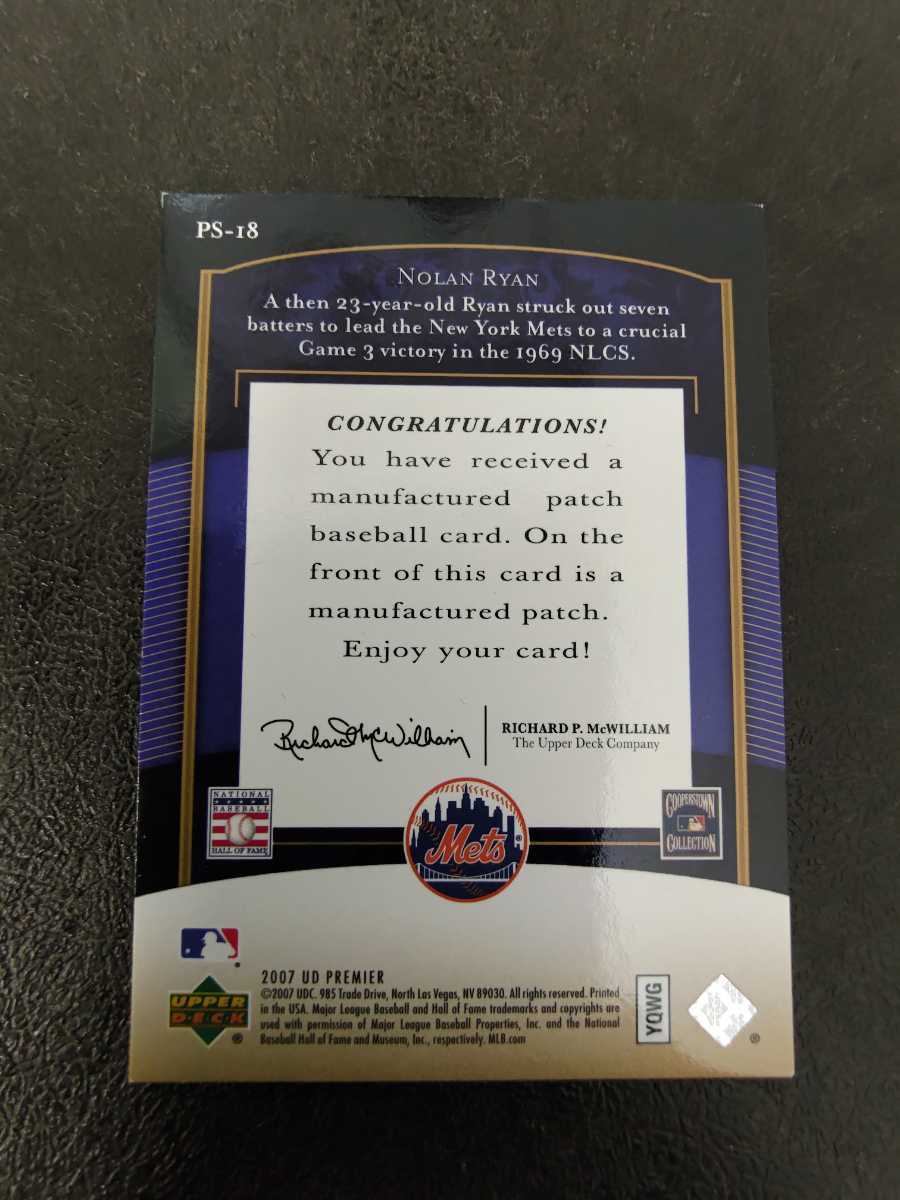 PS-18
NOLAN RYAN
A then 23-year-old Ryan struck out seven
batters to lead the New York Mets to a crucial
Game 3 victory in the 1969 NLCS.
CONGRATULATIONS!
You have received a
manufactured patch
baseball card. On the
front of this card is a
manufactured patch.
Enjoy your card!
Richard McWilliam
RICHARD P. McWILLIAM
The Upper Deck Company
NATIONAL
BASEBALL
HALL OF FAME
Mets®
COOPERSTOWN
COLLECTION
UPPER
D·E·C·K
®
2007 UD PREMIER
©2007 UDC. 985 Trade Drive, North Las Vegas, NV 89030. All rights reserved. Printed
in the USA. Major League Baseball and Hall of Fame trademarks and copyrights are
used with permission of Major League Baseball Properties, Inc. and the National
Baseball Hall of Fame and Museum, Inc., respectively. MLB.com
YQWG
®